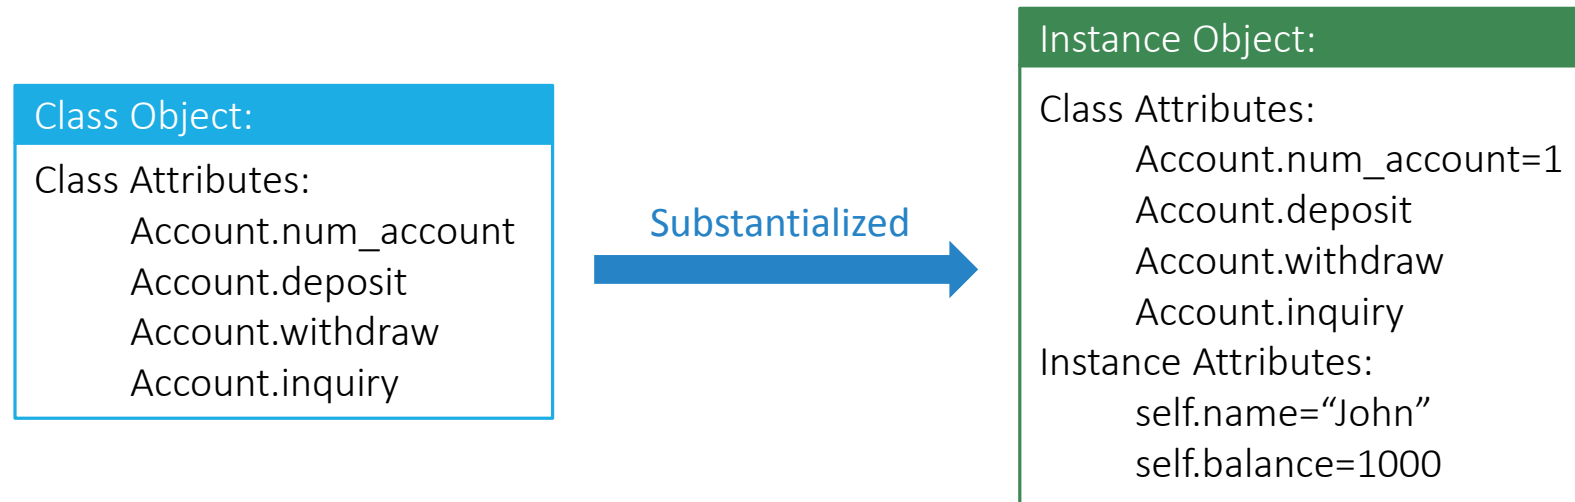 Class Object:
Class Attributes:
Account.num_account
Account.deposit
Account.withdraw
Account.inquiry
Substantialized
Instance Object:
Class Attributes:
Account.num_account=1
Account.deposit
Account.withdraw
Account.inquiry
Instance Attributes:
self.name=“John”
self.balance=1000